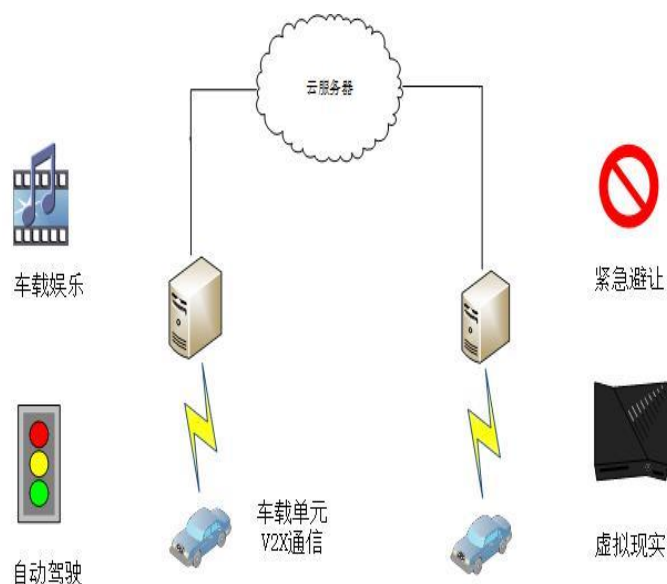 云服务器
车载娱乐
紧急避让
车载单元
V2X通信
自动驾驶
虚拟现实